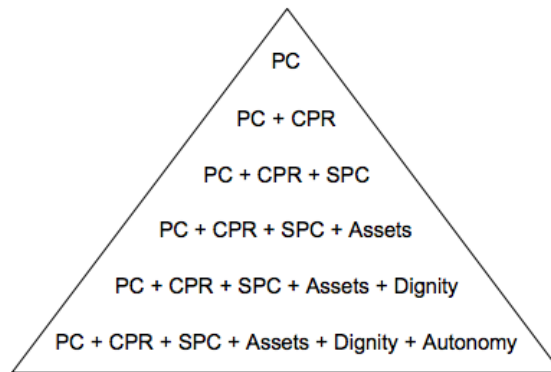 PC
PC + CPR
PC + CPR + SPC
PC + CPR + SPC + Assets
PC + CPR + SPC + Assets + Dignity
PC + CPR + SPC + Assets + Dignity + Autonomy